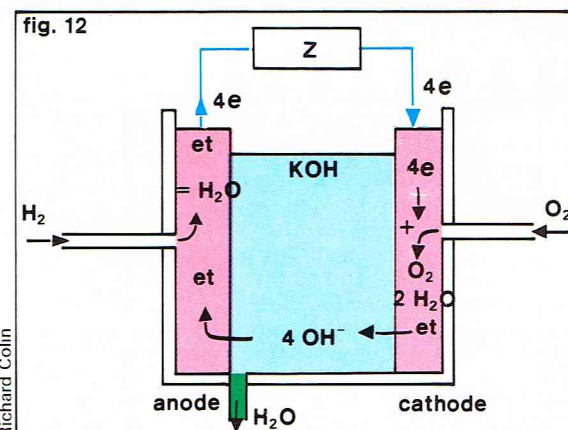 fig. 12
Z
4e
4e
et
KOH
4e
= H₂O
H₂
+
O₂
O₂
et
2 H₂O
4 OH⁻
et
anode
H₂O
cathode
Richard Colin